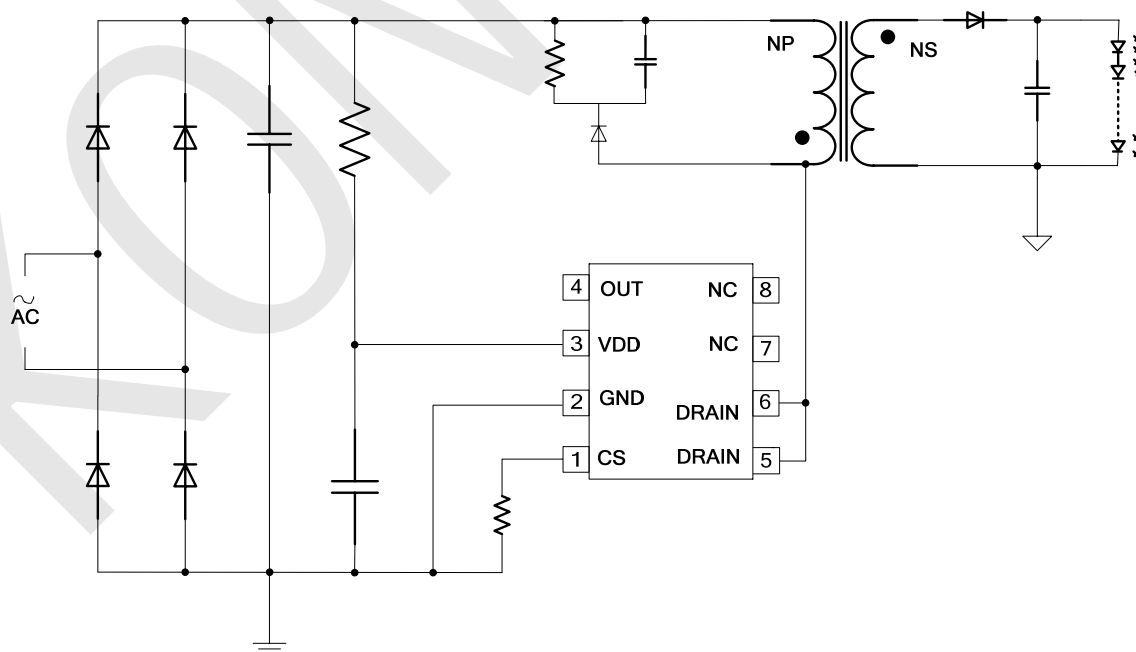 NP
NS
AC
4 OUT NC 8
3 VDD NC 7
2 GND DRAIN 6
1 CS DRAIN 5